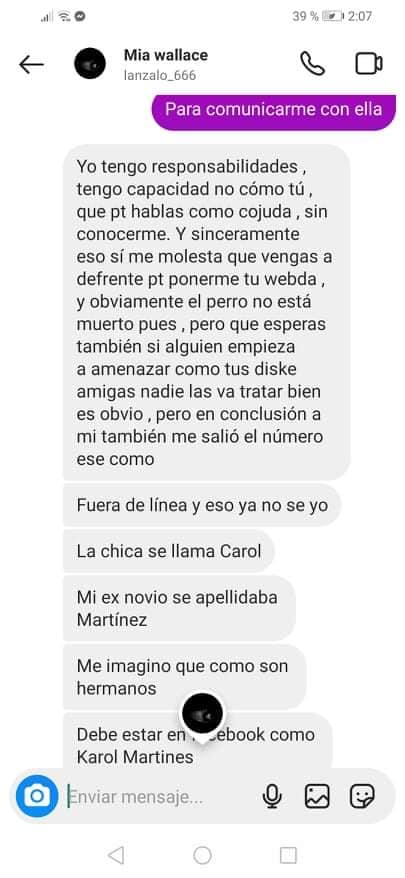 39 % 2:07
Mia wallace
lanzalo_666
Para comunicarme con ella
Yo tengo responsabilidades ,
tengo capacidad no cómo tú ,
que pt hablas como cojuda , sin
conocerme. Y sinceramente
eso sí me molesta que vengas a
defrente pt ponerme tu webda ,
y obviamente el perro no está
muerto pues , pero que esperas
también si alguien empieza
a amenazar como tus diske
amigas nadie las va tratar bien
es obvio , pero en conclusión a
mi también me salió el número
ese como
Fuera de línea y eso ya no se yo
La chica se llama Carol
Mi ex novio se apellidaba
Martínez
Me imagino que como son
hermanos
Debe estar en ebook como
Karol Martines
Enviar mensaje...